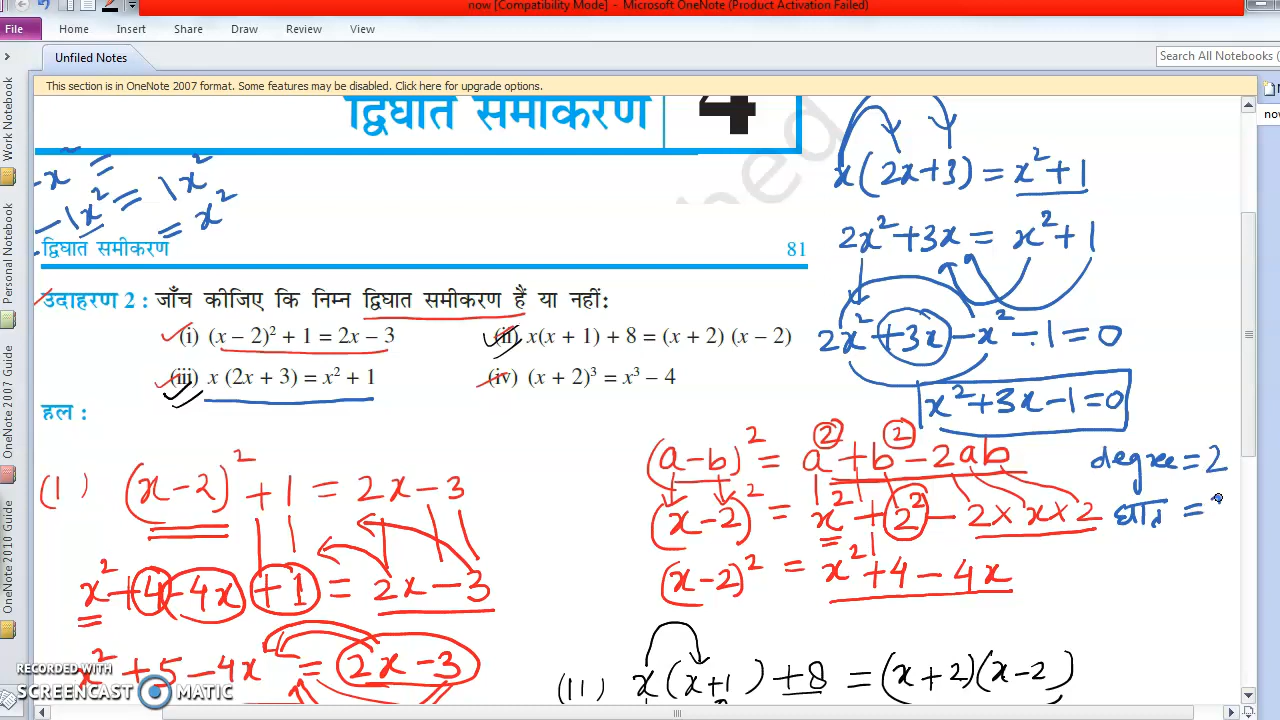 now [Compatibility Mode] - Microsoft OneNote (Product Activation Failed)
File Home Insert Share Draw Review View
Unfiled Notes
Search All Notebooks (
This section is in OneNote 2007 format. Some features may be disabled. Click here for upgrade options.
now
Work Notebook
Personal Notebook
OneNote 2007 Guide
OneNote 2010 Guide
द्विघात समीकरण 4
-x =
-1x² = 1x²
= x²
द्विघात समीकरण 81
उदाहरण 2 : जाँच कीजिए कि निम्न द्विघात समीकरण हैं या नहीं:
(i) (x – 2)² + 1 = 2x – 3 (ii) x(x + 1) + 8 = (x + 2) (x – 2)
(iii) x (2x + 3) = x² + 1 (iv) (x + 2)³ = x³ – 4
हल :
x(2x+3) = x²+1
2x²+3x = x²+1
2x²+3x-x²-1=0
x²+3x-1=0
degree = 2
घात =
(a-b)² = a²+b²-2ab
(x-2)² = x²+2²-2×x×2
(x-2)² = x²+4-4x
(1) (x-2)²+1 = 2x-3
x²+4-4x+1 = 2x-3
x²+5-4x = 2x-3
(11) x(x+1)+8 =(x+2)(x-2)
RECORDED WITH
SCREENCAST MATIC